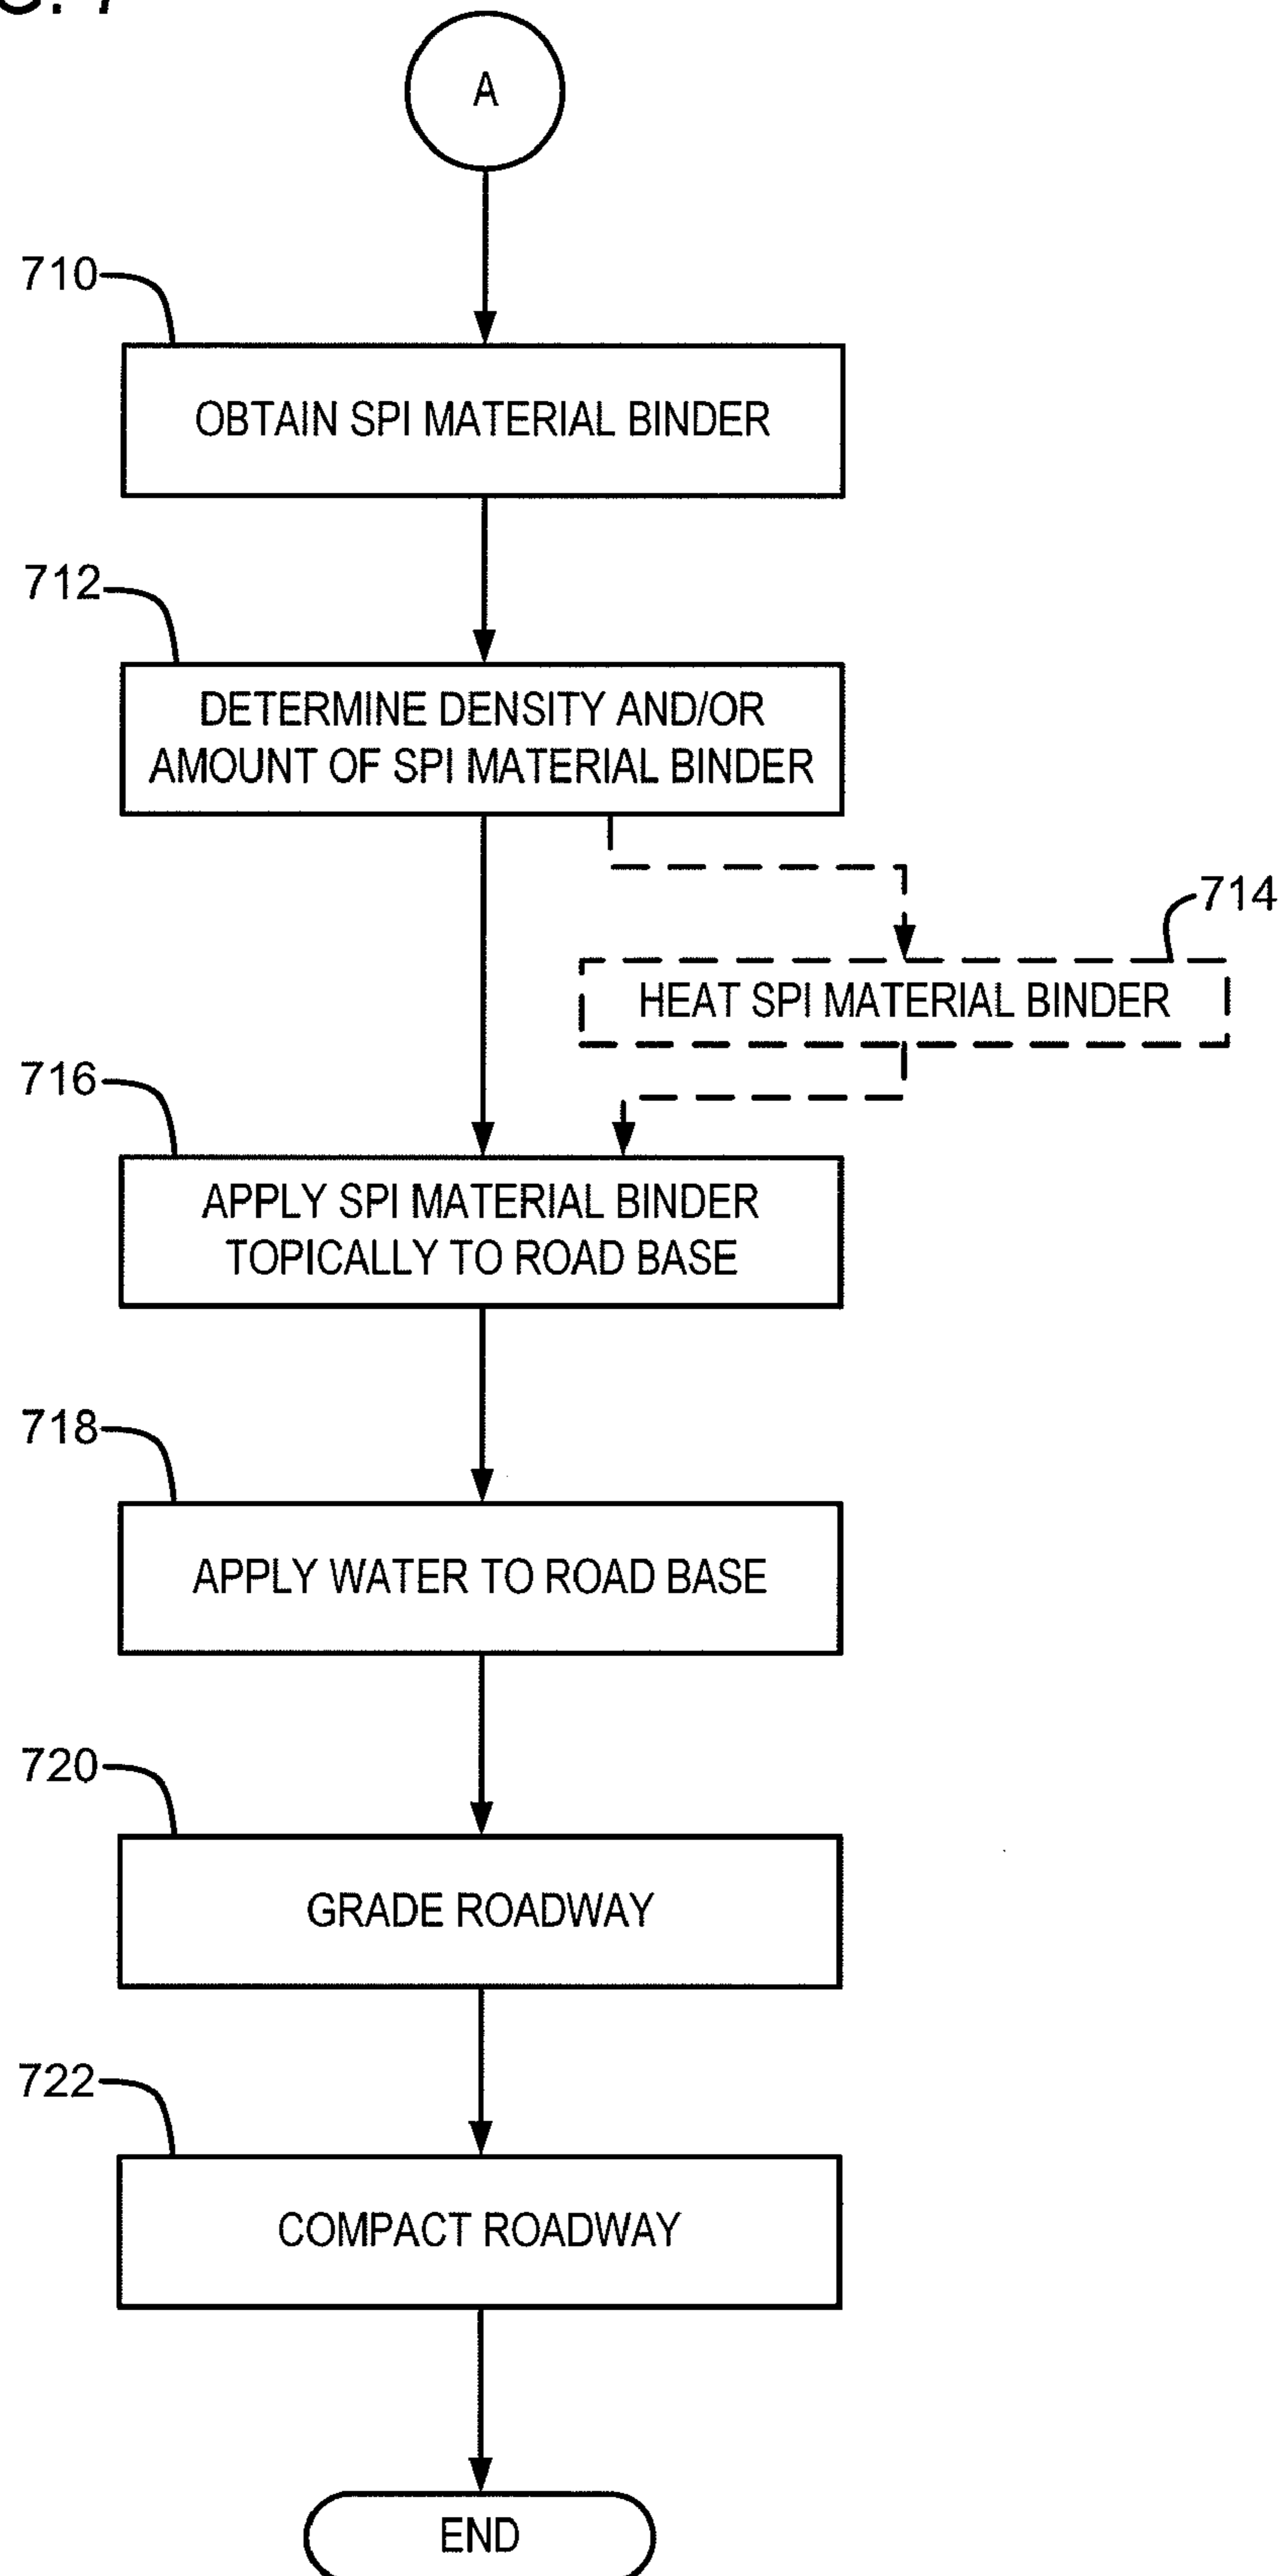 A
710
OBTAIN SPI MATERIAL BINDER
712
DETERMINE DENSITY AND/OR
AMOUNT OF SPI MATERIAL BINDER
714
HEAT SPI MATERIAL BINDER
716
APPLY SPI MATERIAL BINDER
TOPICALLY TO ROAD BASE
718
APPLY WATER TO ROAD BASE
720
GRADE ROADWAY
722
COMPACT ROADWAY
END